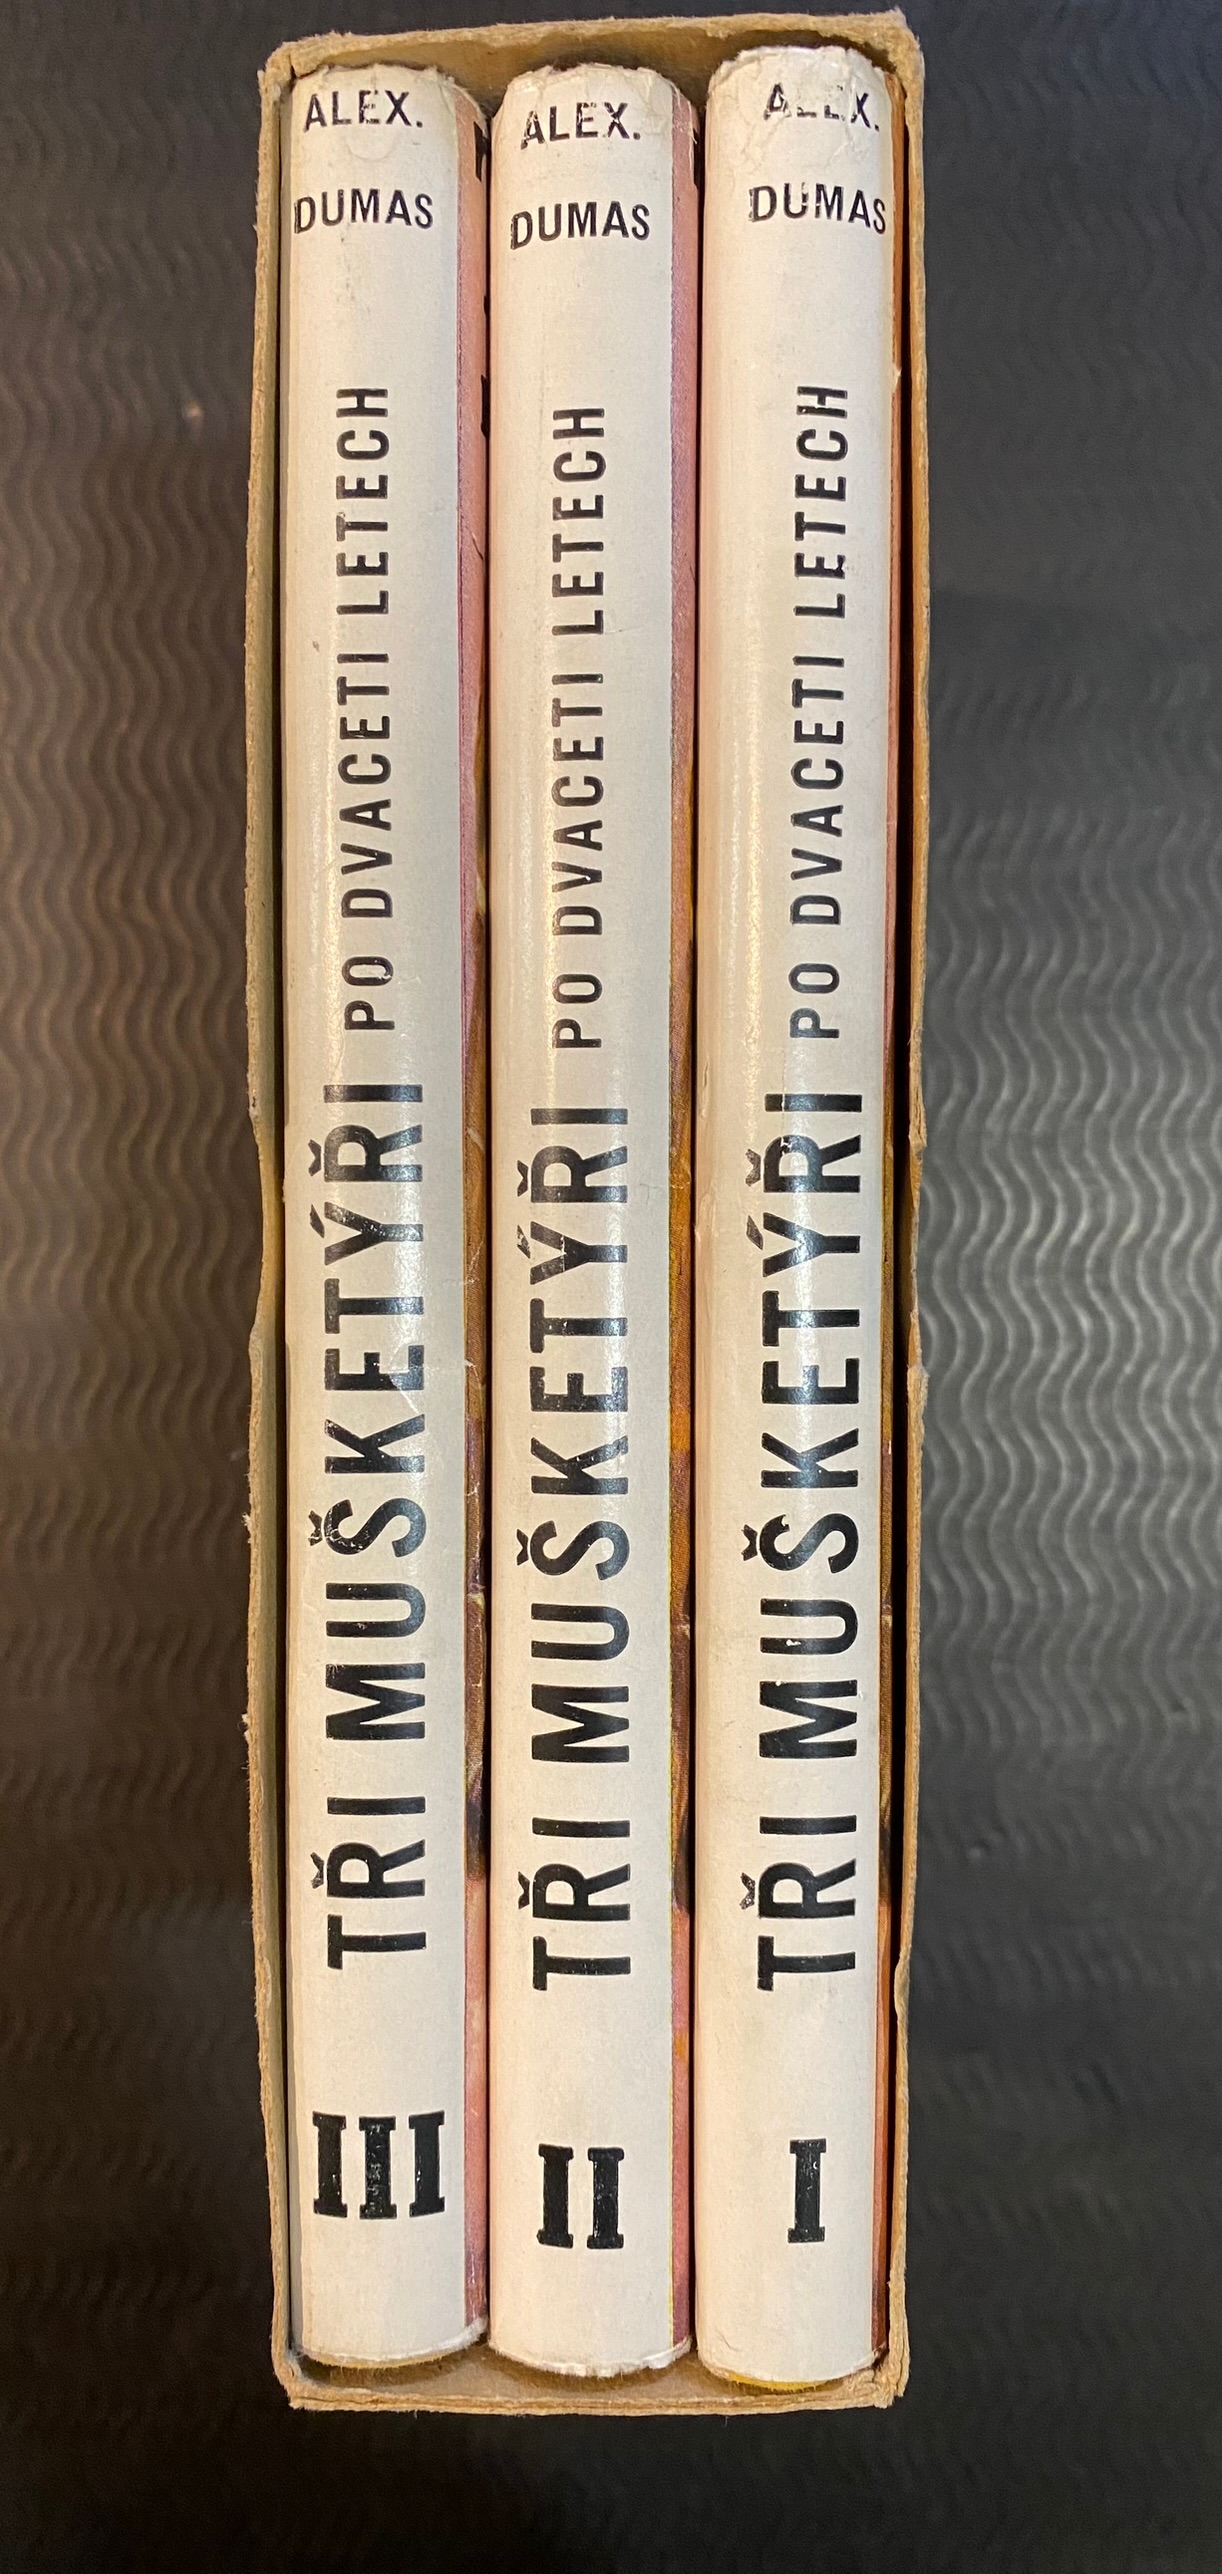 ALEX.
DUMAS
TŘI MUŠKETÝŘI PO DVACETI LETECH
III
ALEX.
DUMAS
TŘI MUŠKETÝŘI PO DVACETI LETECH
II
ALEX.
DUMAS
TŘI MUŠKETÝŘI PO DVACETI LETECH
I